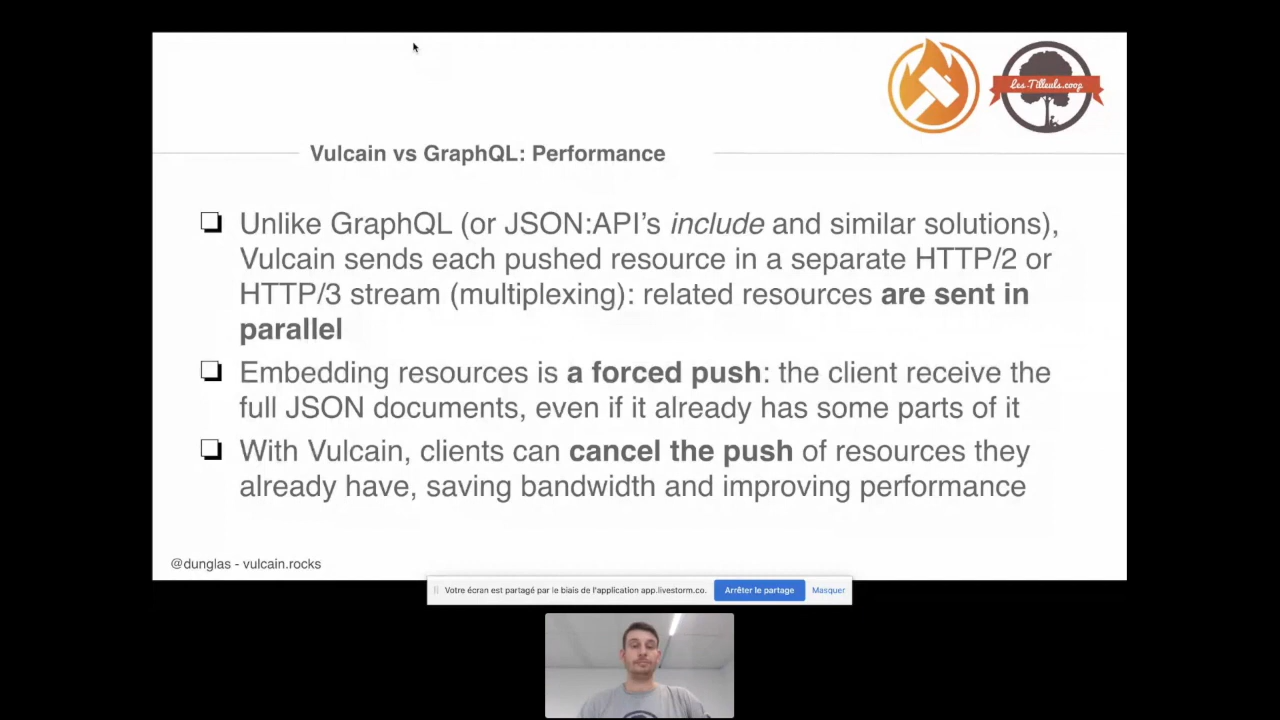 Les-Tilleuls.coop
Vulcain vs GraphQL: Performance
Unlike GraphQL (or JSON:API's include and similar solutions),
Vulcain sends each pushed resource in a separate HTTP/2 or
HTTP/3 stream (multiplexing): related resources are sent in
parallel
Embedding resources is a forced push: the client receive the
full JSON documents, even if it already has some parts of it
With Vulcain, clients can cancel the push of resources they
already have, saving bandwidth and improving performance
@dunglas - vulcain.rocks
Votre écran est partagé par le biais de l'application app.livestorm.co.
Arrêter le partage
Masquer